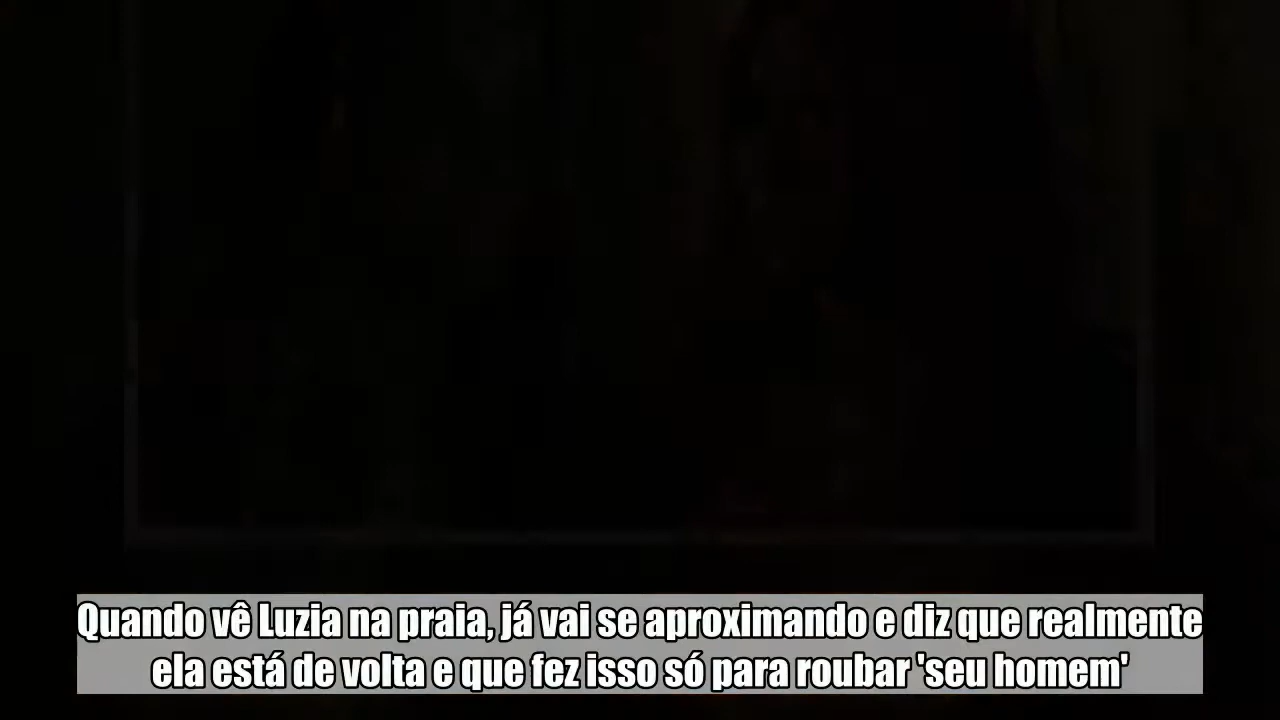 Quando vê Luzia na praia, já vai se aproximando e diz que realmente
ela está de volta e que fez isso só para roubar 'seu homem'